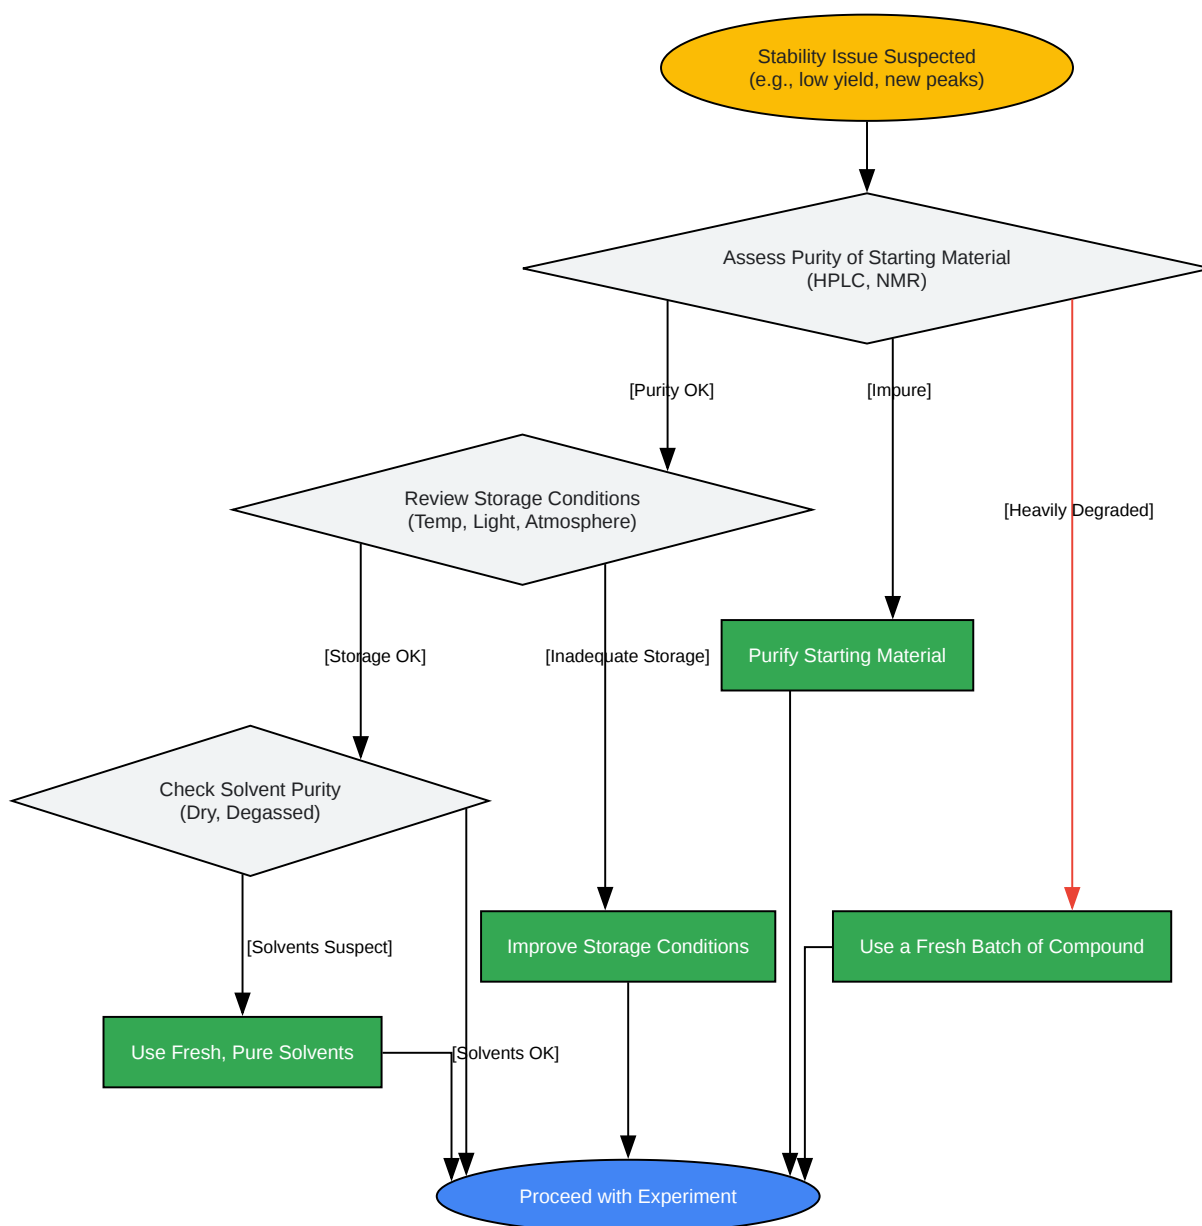 Stability Issue Suspected
(e.g., low yield, new peaks)
Assess Purity of Starting Material
(HPLC, NMR)
[Purity OK]
[Impure]
[Heavily Degraded]
Review Storage Conditions
(Temp, Light, Atmosphere)
[Storage OK]
[Inadequate Storage]
Purify Starting Material
Check Solvent Purity
(Dry, Degassed)
[Solvents Suspect]
Improve Storage Conditions
Use a Fresh Batch of Compound
Use Fresh, Pure Solvents
[Solvents OK]
Proceed with Experiment